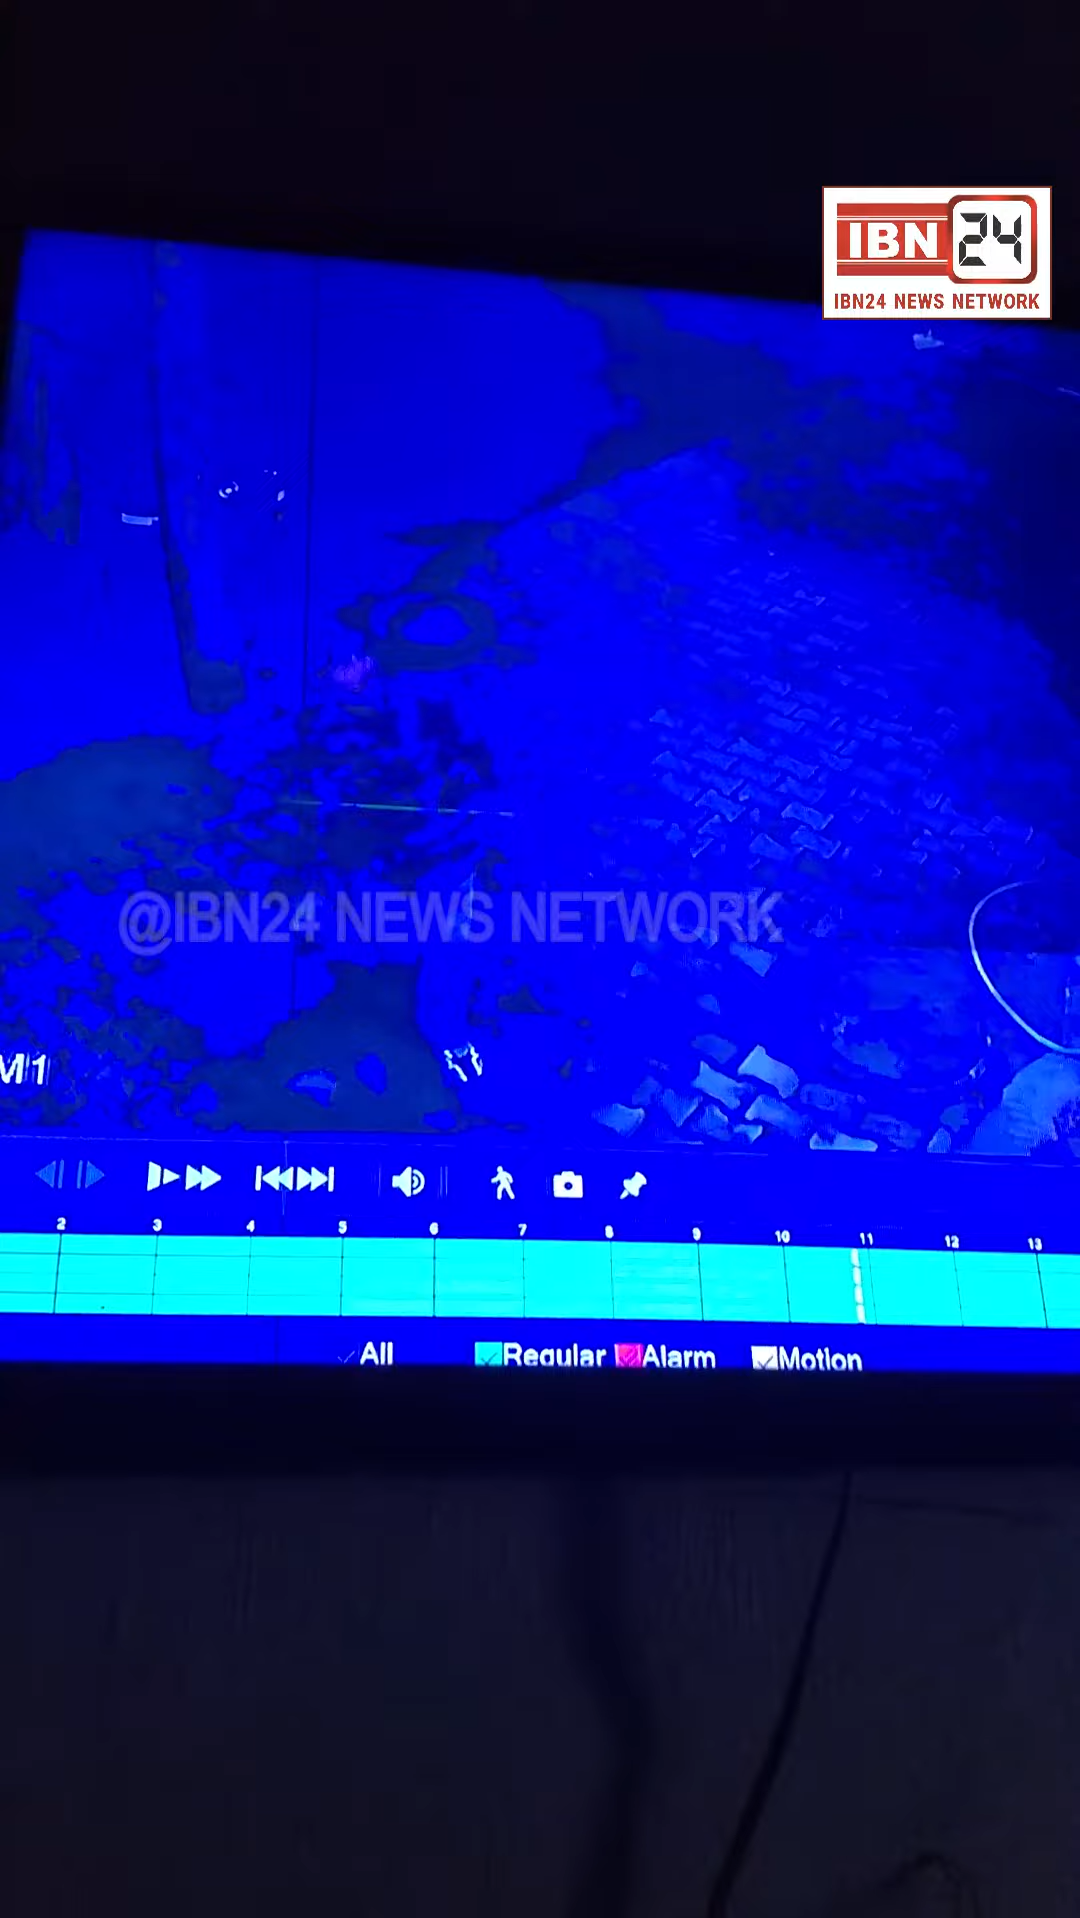 IBN 24
IBN24 NEWS NETWORK
@IBN24 NEWS NETWORK
M1
2 3 4 5 6 7 8 9 10 11 12 13
All Regular Alarm Motion